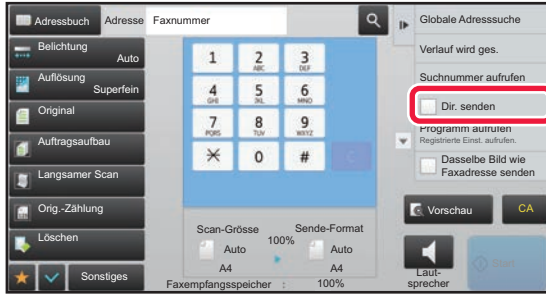 Adressbuch Adresse Faxnummer
Globale Adresssuche
Belichtung
Auto
Verlauf wird ges.
Auflösung
Superfein
Suchnummer aufrufen
Original
Dir. senden
Auftragsaufbau
Programm aufrufen
Registrierte Einst. aufrufen.
Langsamer Scan
Dasselbe Bild wie
Faxadresse senden
Orig.-Zählung
Löschen
Sonstiges
1 2 3
ABC DEF
4 5 6
GHI JKL MNO
7 8 9
PQRS TUV WXYZ
0 #
C
Scan-Grösse Sende-Format
100%
Auto Auto
A4 A4
Faxempfangsspeicher : 100%
Vorschau CA
Laut-
sprecher
Start